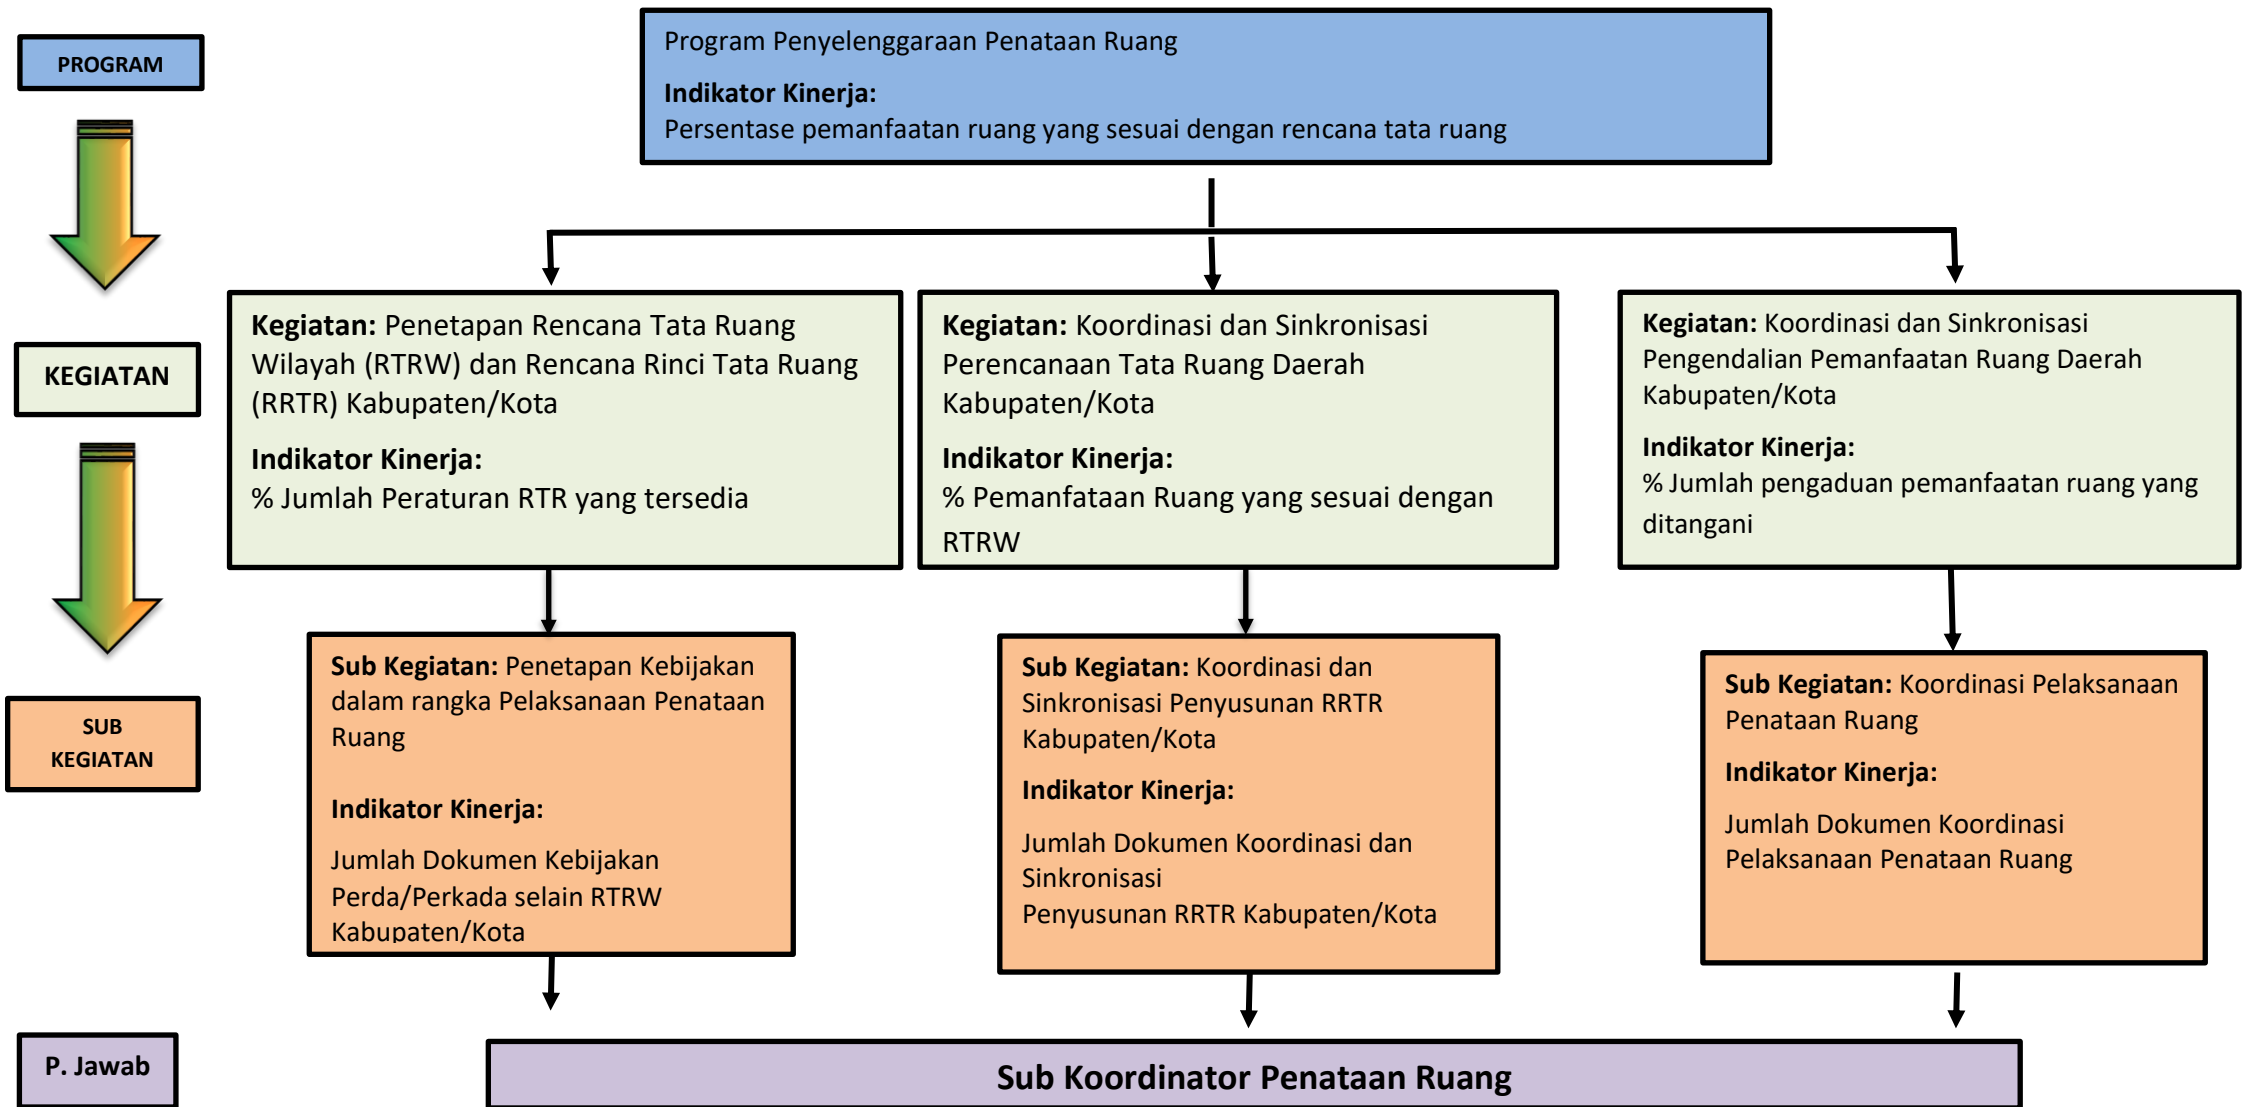 PROGRAM
Program Penyelenggaraan Penataan Ruang
Indikator Kinerja:
Persentase pemanfaatan ruang yang sesuai dengan rencana tata ruang
KEGIATAN
Kegiatan: Penetapan Rencana Tata Ruang
Wilayah (RTRW) dan Rencana Rinci Tata Ruang
(RRTR) Kabupaten/Kota
Indikator Kinerja:
% Jumlah Peraturan RTR yang tersedia
Kegiatan: Koordinasi dan Sinkronisasi
Perencanaan Tata Ruang Daerah
Kabupaten/Kota
Indikator Kinerja:
% Pemanfataan Ruang yang sesuai dengan
RTRW
Kegiatan: Koordinasi dan Sinkronisasi
Pengendalian Pemanfaatan Ruang Daerah
Kabupaten/Kota
Indikator Kinerja:
% Jumlah pengaduan pemanfaatan ruang yang
ditangani
SUB
KEGIATAN
Sub Kegiatan: Penetapan Kebijakan
dalam rangka Pelaksanaan Penataan
Ruang
Indikator Kinerja:
Jumlah Dokumen Kebijakan
Perda/Perkada selain RTRW
Kabupaten/Kota
Sub Kegiatan: Koordinasi dan
Sinkronisasi Penyusunan RRTR
Kabupaten/Kota
Indikator Kinerja:
Jumlah Dokumen Koordinasi dan
Sinkronisasi
Penyusunan RRTR Kabupaten/Kota
Sub Kegiatan: Koordinasi Pelaksanaan
Penataan Ruang
Indikator Kinerja:
Jumlah Dokumen Koordinasi
Pelaksanaan Penataan Ruang
P. Jawab
Sub Koordinator Penataan Ruang